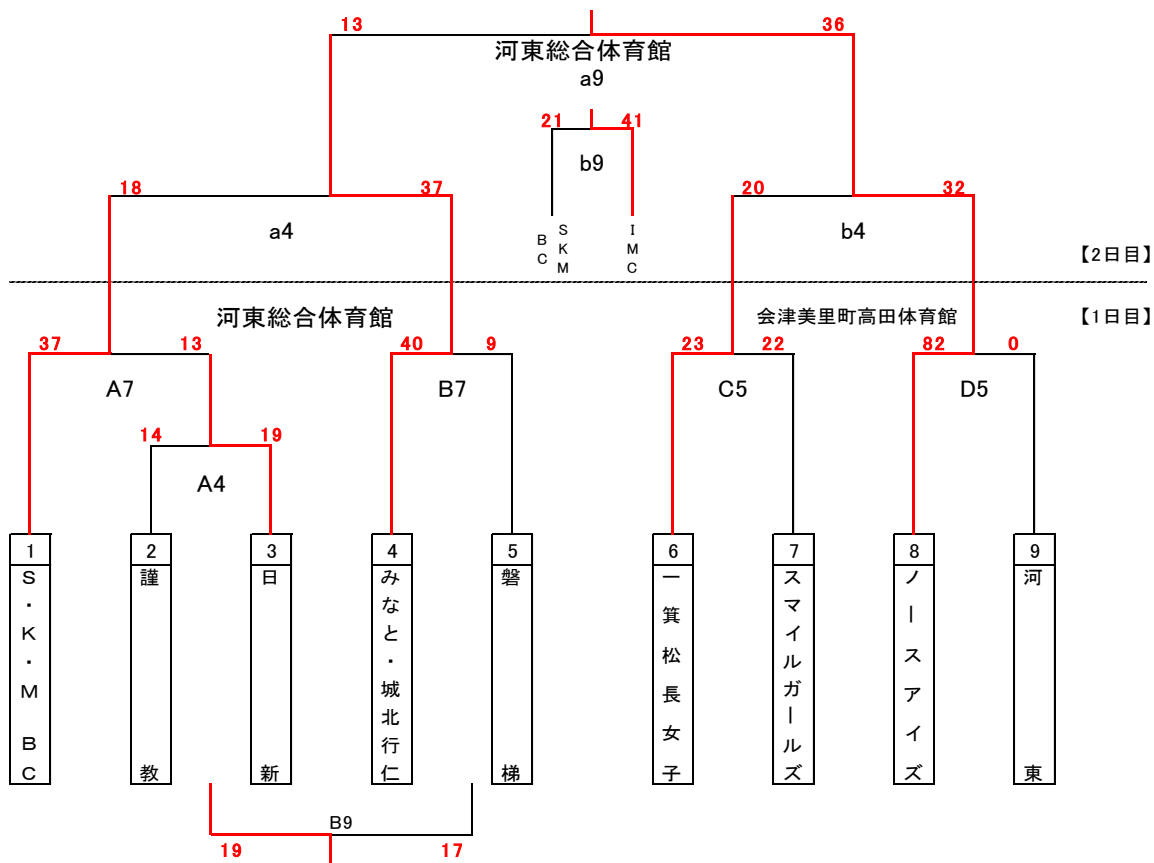 13 36
河東総合体育館
a9
21 41
b9
18 37 20 32
a4 b4
SKM
BC
IMC
【2日目】
河東総合体育館 会津美里町高田体育館 【1日目】
37 13 40 9 23 22 82 0
A7 B7 C5 D5
14 19
A4
1 2 3 4 5 6 7 8 9
S・K・M BC
謹教
日新
みなと・城北行仁
磐梯
一箕松長女子
スマイルガールズ
ノースアイズ
河東
B9
19 17